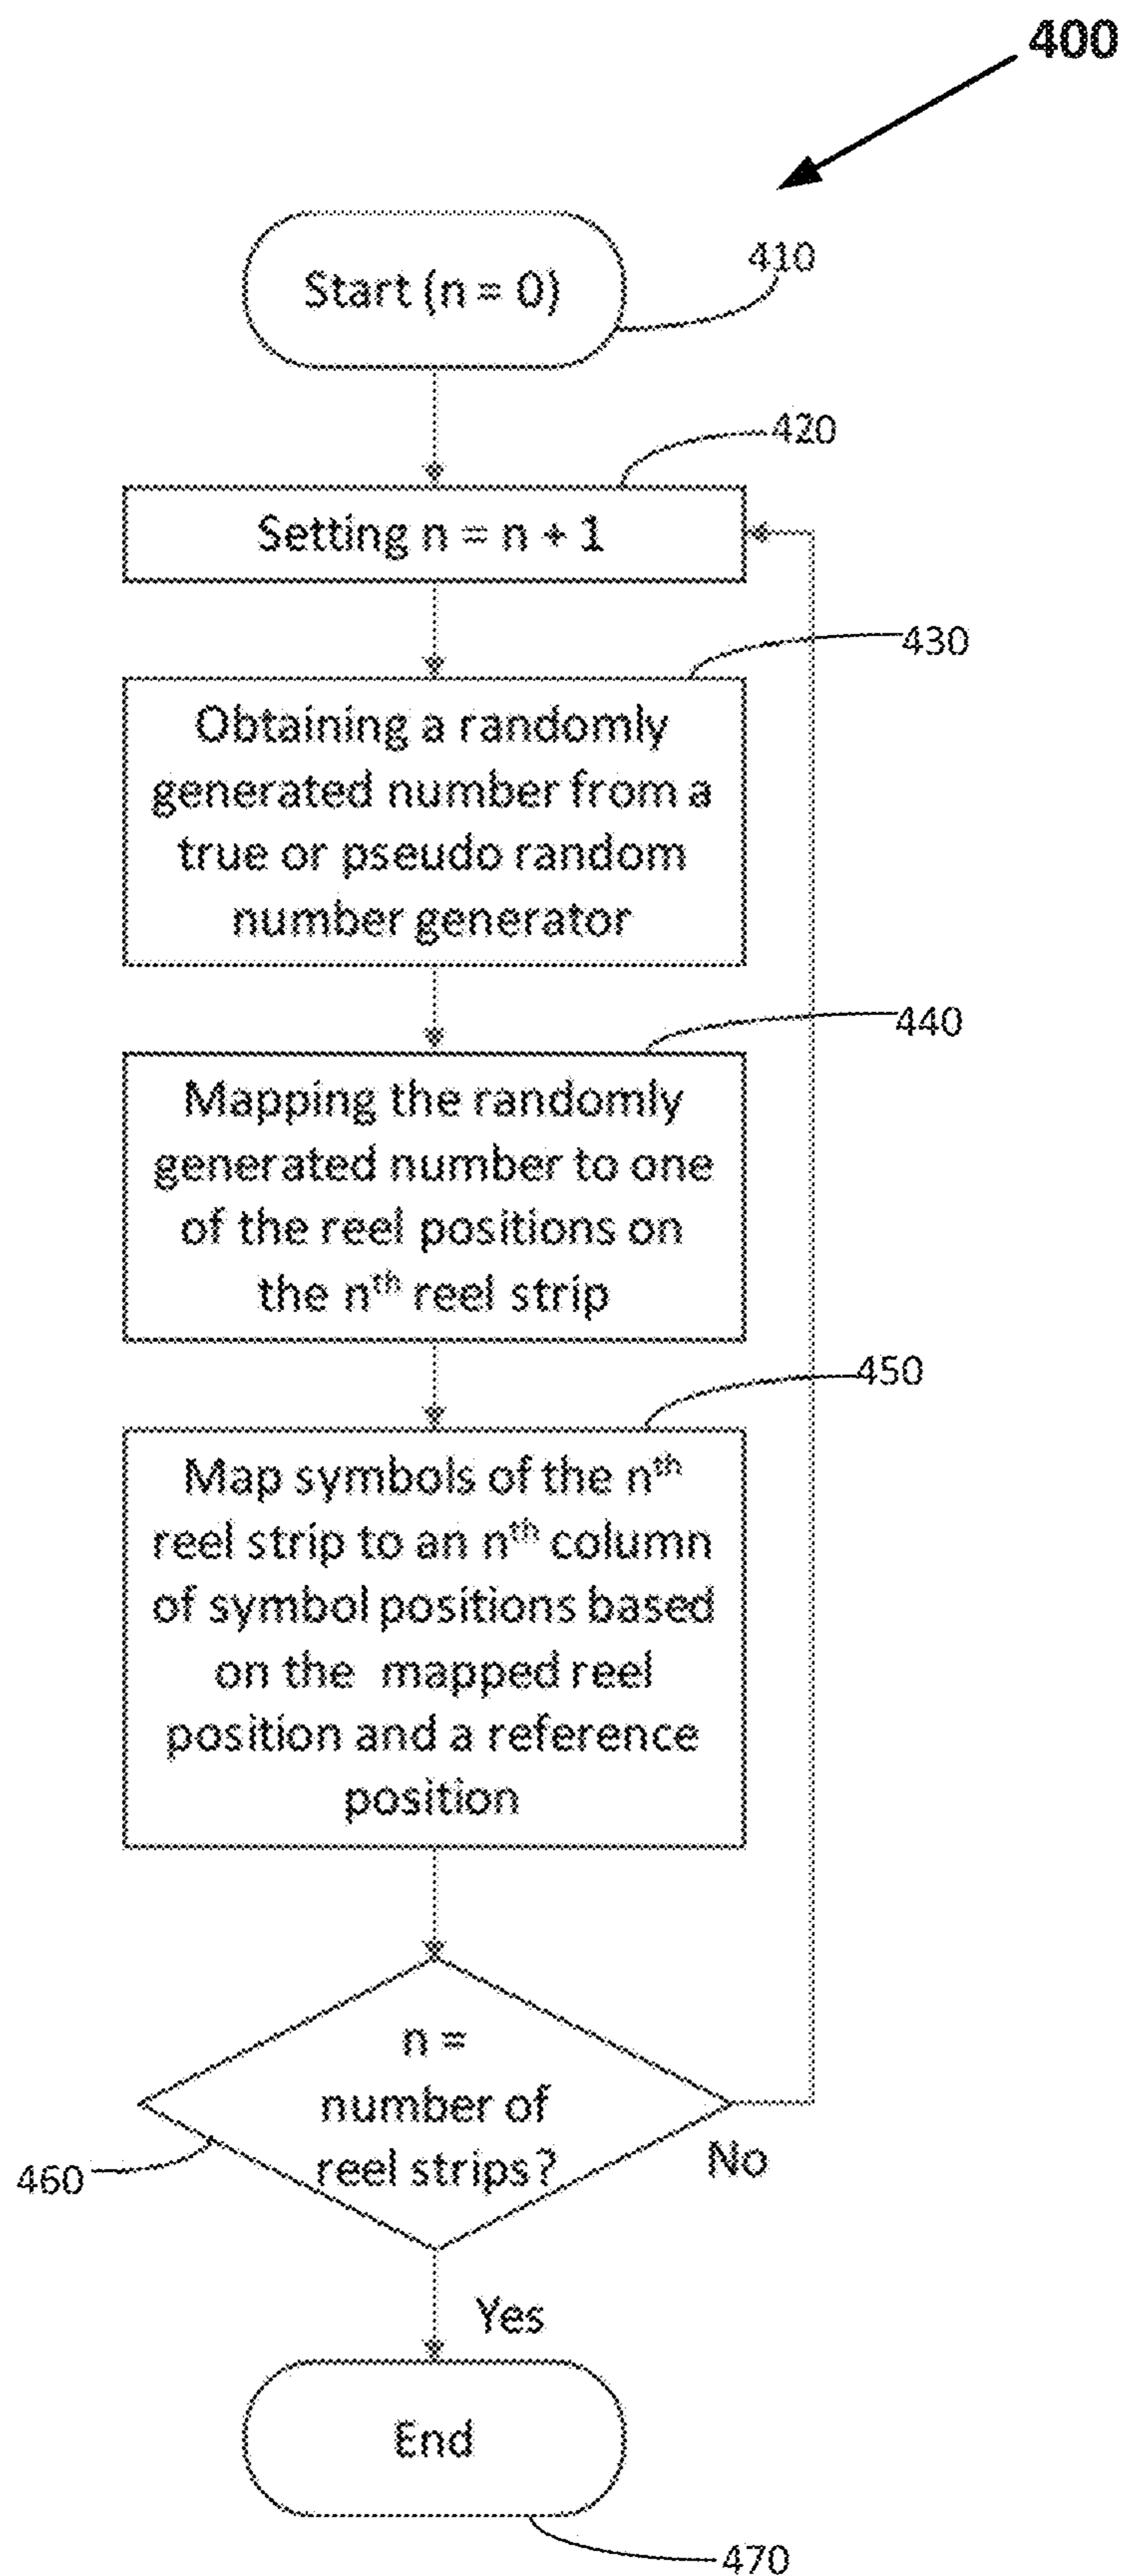 400
Start (n = 0)
410
420
Setting n = n + 1
430
Obtaining a randomly
generated number from a
true or pseudo random
number generator
440
Mapping the randomly
generated number to one
of the reel positions on
the nth reel strip
450
Map symbols of the nth
reel strip to an nth column
of symbol positions based
on the mapped reel
position and a reference
position
n =
number of
reel strips?
460
No
Yes
End
470